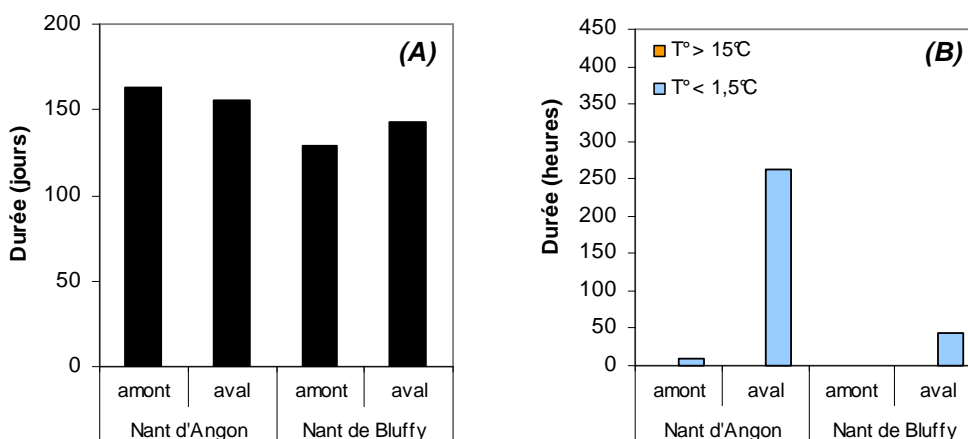 (A)
Durée (jours)
200
150
100
50
0
amont aval amont aval
Nant d'Angon Nant de Bluffy
(B)
T° > 15°C
T° < 1,5°C
Durée (heures)
450
400
350
300
250
200
150
100
50
0
amont aval amont aval
Nant d'Angon Nant de Bluffy